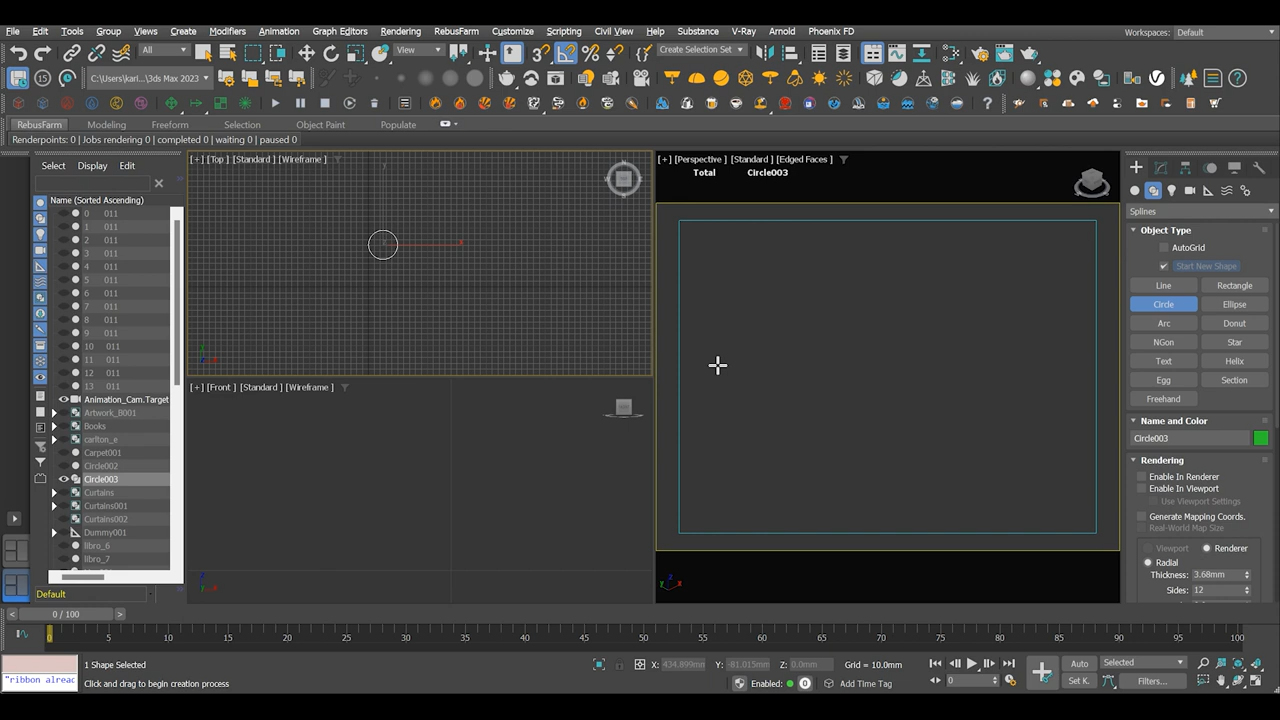 File Edit Tools Group Views Create Modifiers Animation Graph Editors Rendering RebusFarm Customize Scripting Civil View Substance V-Ray Arnold Help Phoenix FD Workspaces: Default
All View Create Selection Set
C:\Users\karl...\3ds Max 2023
RebusFarm Modeling Freeform Selection Object Paint Populate
Renderpoints: 0 | Jobs rendering 0 | completed 0 | waiting 0 | paused 0
Select Display Edit
Name (Sorted Ascending)
0 011
1 011
2 011
3 011
4 011
5 011
6 011
7 011
8 011
9 011
10 011
11 011
12 011
13 011
Animation_Cam.Target
Artwork_B001
Books
carlton_e
Carpet001
Circle002
Circle003
Curtains
Curtains001
Curtains002
Dummy001
libro_6
libro_7
Default
[+] [Top] [Standard] [Wireframe]
[+] [Front] [Standard] [Wireframe]
[+] [Perspective] [Standard] [Edged Faces]
Total Circle003
Splines
Object Type
AutoGrid
Start New Shape
Line Rectangle
Circle Ellipse
Arc Donut
NGon Star
Text Helix
Egg Section
Freehand
Name and Color
Circle003
Rendering
Enable In Renderer
Enable In Viewport
Use Viewport Settings
Generate Mapping Coords.
Real-World Map Size
Viewport Renderer
Radial
Thickness: 3.68mm
Sides: 12
0 / 100
0 5 10 15 20 25 30 35 40 45 50 55 60 65 70 75 80 85 90 95 100
1 Shape Selected X: 434.899mm Y: -81.015mm Z: 0.0mm Grid = 10.0mm Auto Selected
"ribbon alreac Click and drag to begin creation process Enabled: 0 Add Time Tag 0 Set K. Filters...